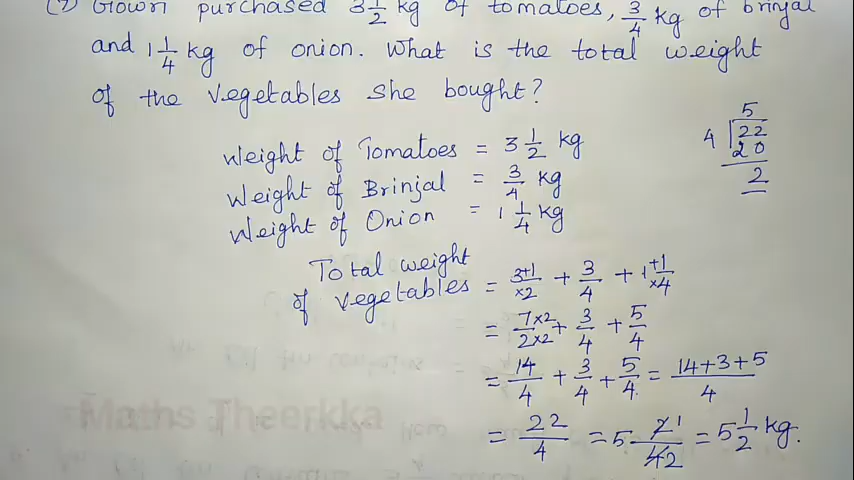 (7) Gowri purchased 3 1/2 kg of tomatoes, 3/4 kg of brinjal
and 1 1/4 kg of onion. What is the total weight
of the vegetables she bought?
Weight of Tomatoes = 3 1/2 kg
Weight of Brinjal = 3/4 kg
Weight of Onion = 1 1/4 kg
5
4 22
20
2
Total weight
of vegetables = 3+1/×2 + 3/4 + 1+1/×4
= 7×2/2×2 + 3/4 + 5/4
= 14/4 + 3/4 + 5/4 = 14+3+5/4
= 22/4 = 5 2 1/4 2 = 5 1/2 kg.
Maths Theerkka